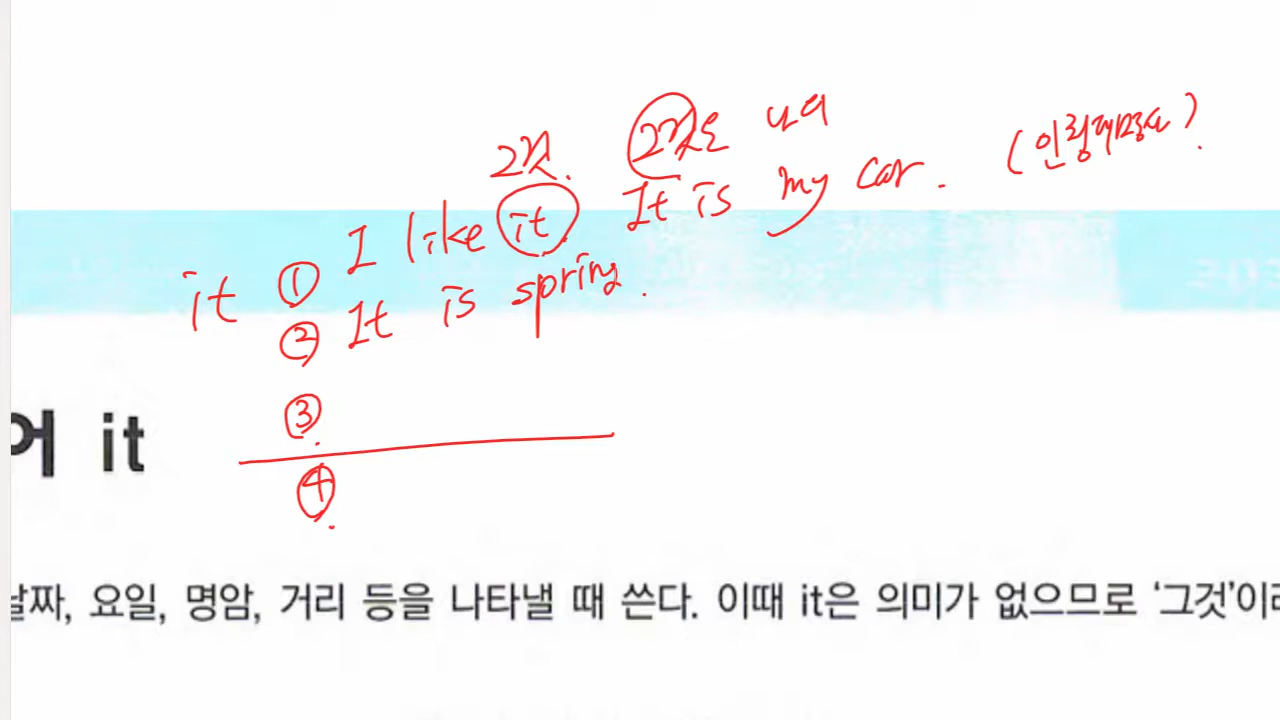 그것. 그것은 나의
it ① I like it. It is my car. (인칭대명사)
② It is spring.
③
④
어 it
날짜, 요일, 명암, 거리 등을 나타낼 때 쓴다. 이때 it은 의미가 없으므로 '그것'이라